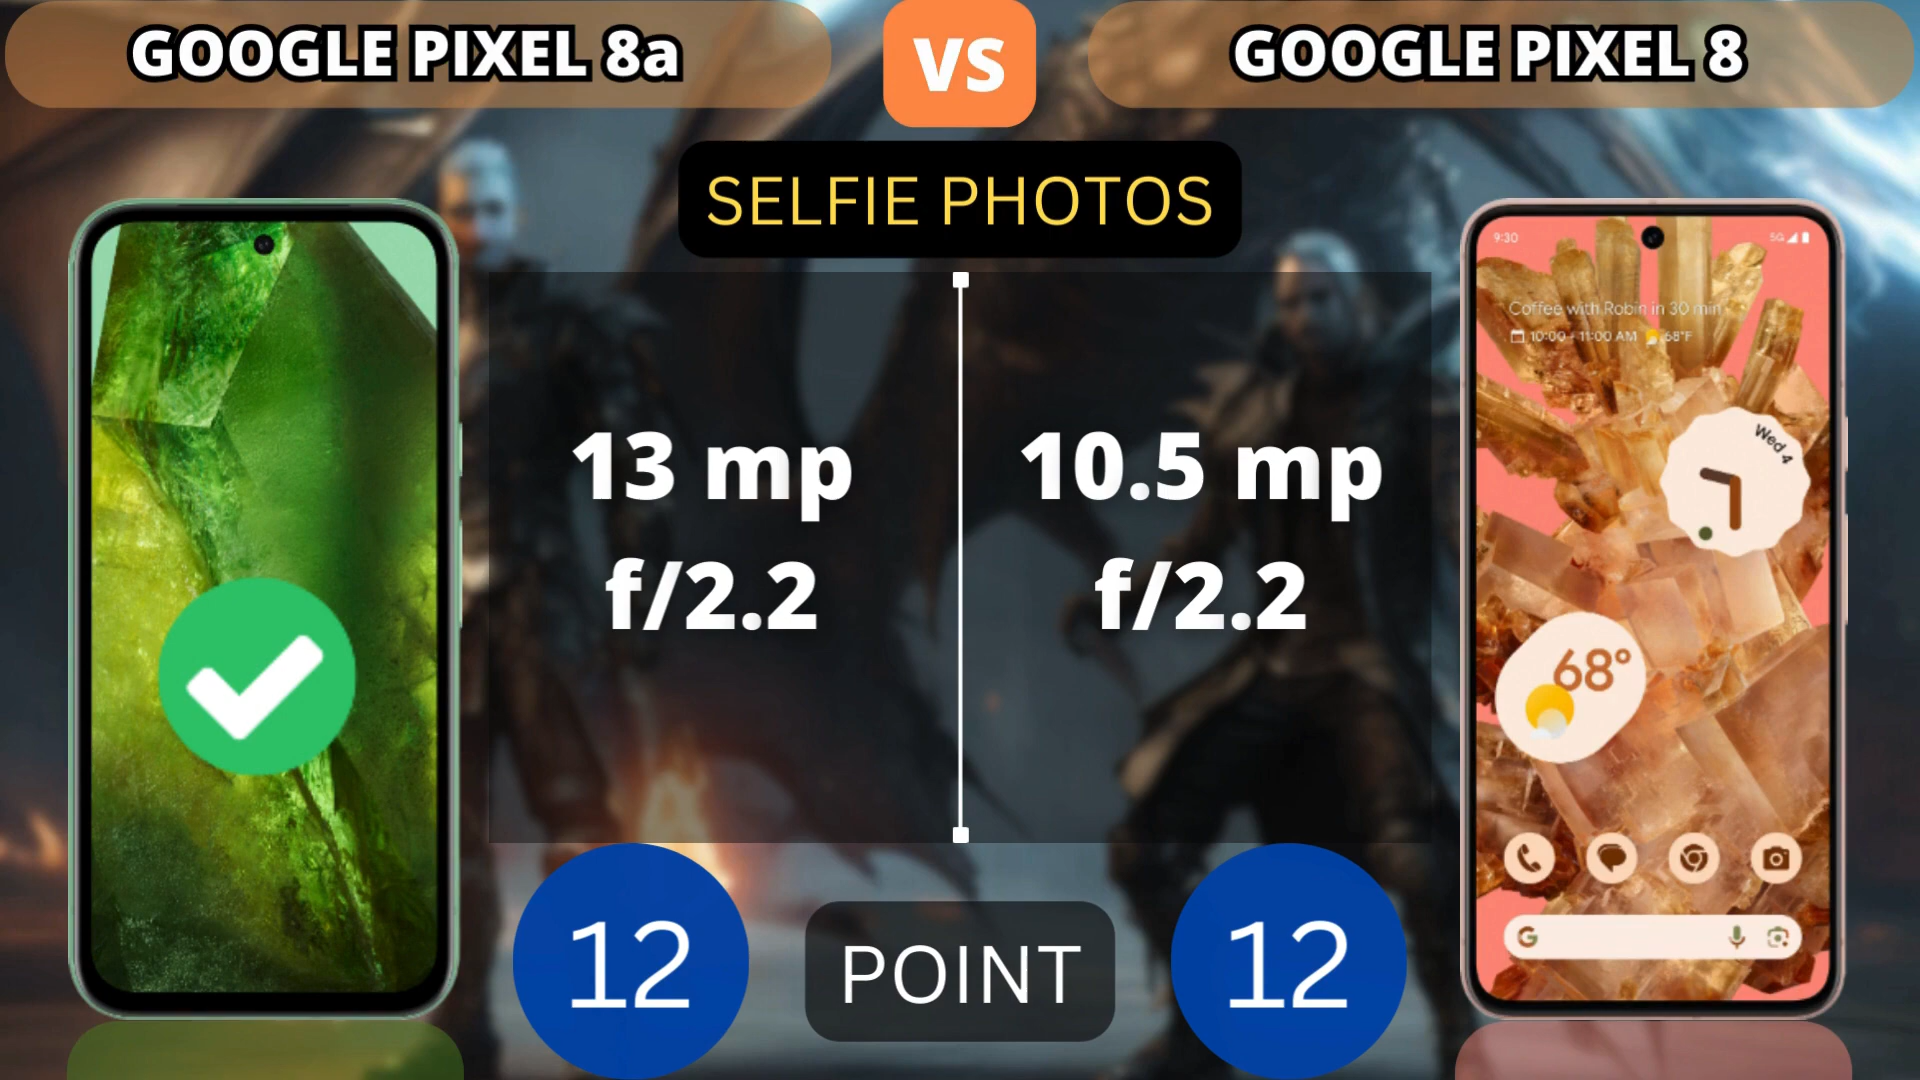 GOOGLE PIXEL 8a
VS
GOOGLE PIXEL 8
SELFIE PHOTOS
13 mp
f/2.2
10.5 mp
f/2.2
12
POINT
12
9:30
5G
Coffee with Robin in 30 min
10:00 - 11:00 AM 68°F
Wed 4
68°
G